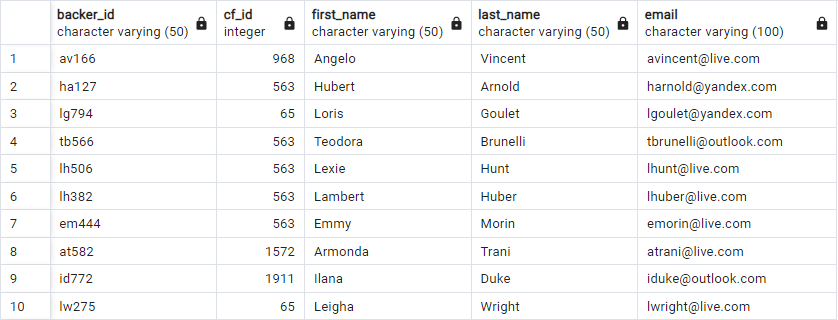 backer_id cf_id first_name last_name email
character varying (50) integer character varying (50) character varying (50) character varying (100)
1 av166 968 Angelo Vincent avincent@live.com
2 ha127 563 Hubert Arnold harnold@yandex.com
3 lg794 65 Loris Goulet lgoulet@yandex.com
4 tb566 563 Teodora Brunelli tbrunelli@outlook.com
5 lh506 563 Lexie Hunt lhunt@live.com
6 lh382 563 Lambert Huber lhuber@live.com
7 em444 563 Emmy Morin emorin@live.com
8 at582 1572 Armonda Trani atrani@live.com
9 id772 1911 Ilana Duke iduke@outlook.com
10 lw275 65 Leigha Wright lwright@live.com